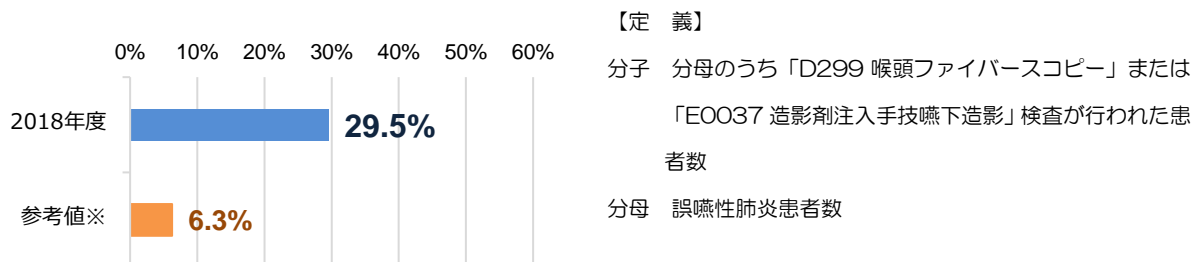 0% 10% 20% 30% 40% 50% 60%
2018年度
29.5%
参考値※
6.3%
【定　義】
分子　分母のうち「D299 喉頭ファイバースコピー」または
「E0037 造影剤注入手技嚥下造影」検査が行われた患
者数
分母　誤嚥性肺炎患者数